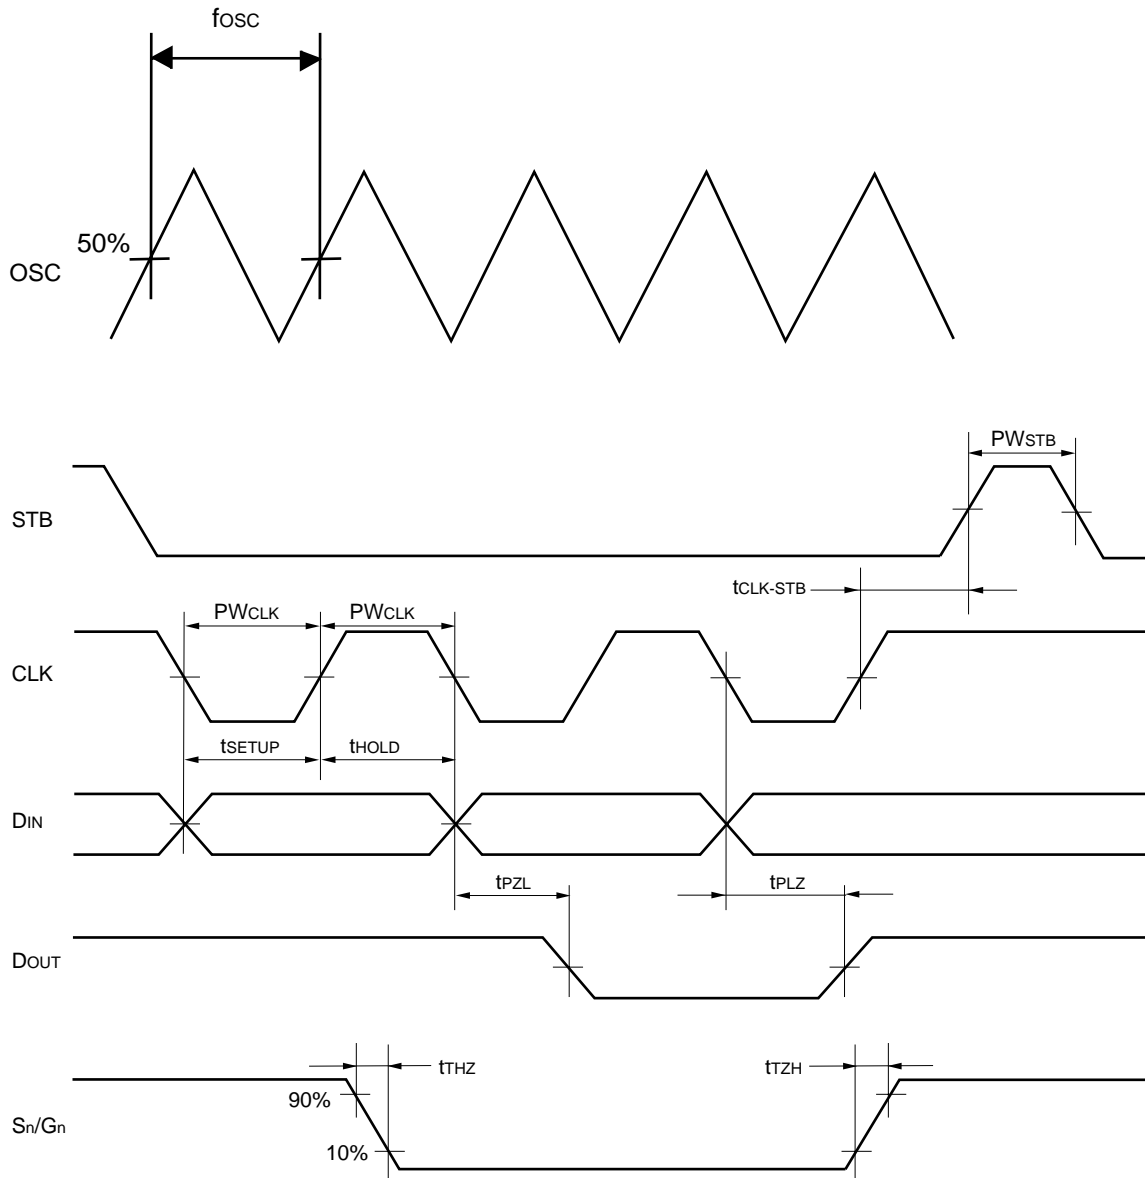 fOSC
50%
OSC
PWSTB
STB
tCLK-STB
PWCLK PWCLK
CLK
tSETUP tHOLD
DIN
tPZL tPLZ
DOUT
tTHZ tTZH
90%
Sn/Gn
10%